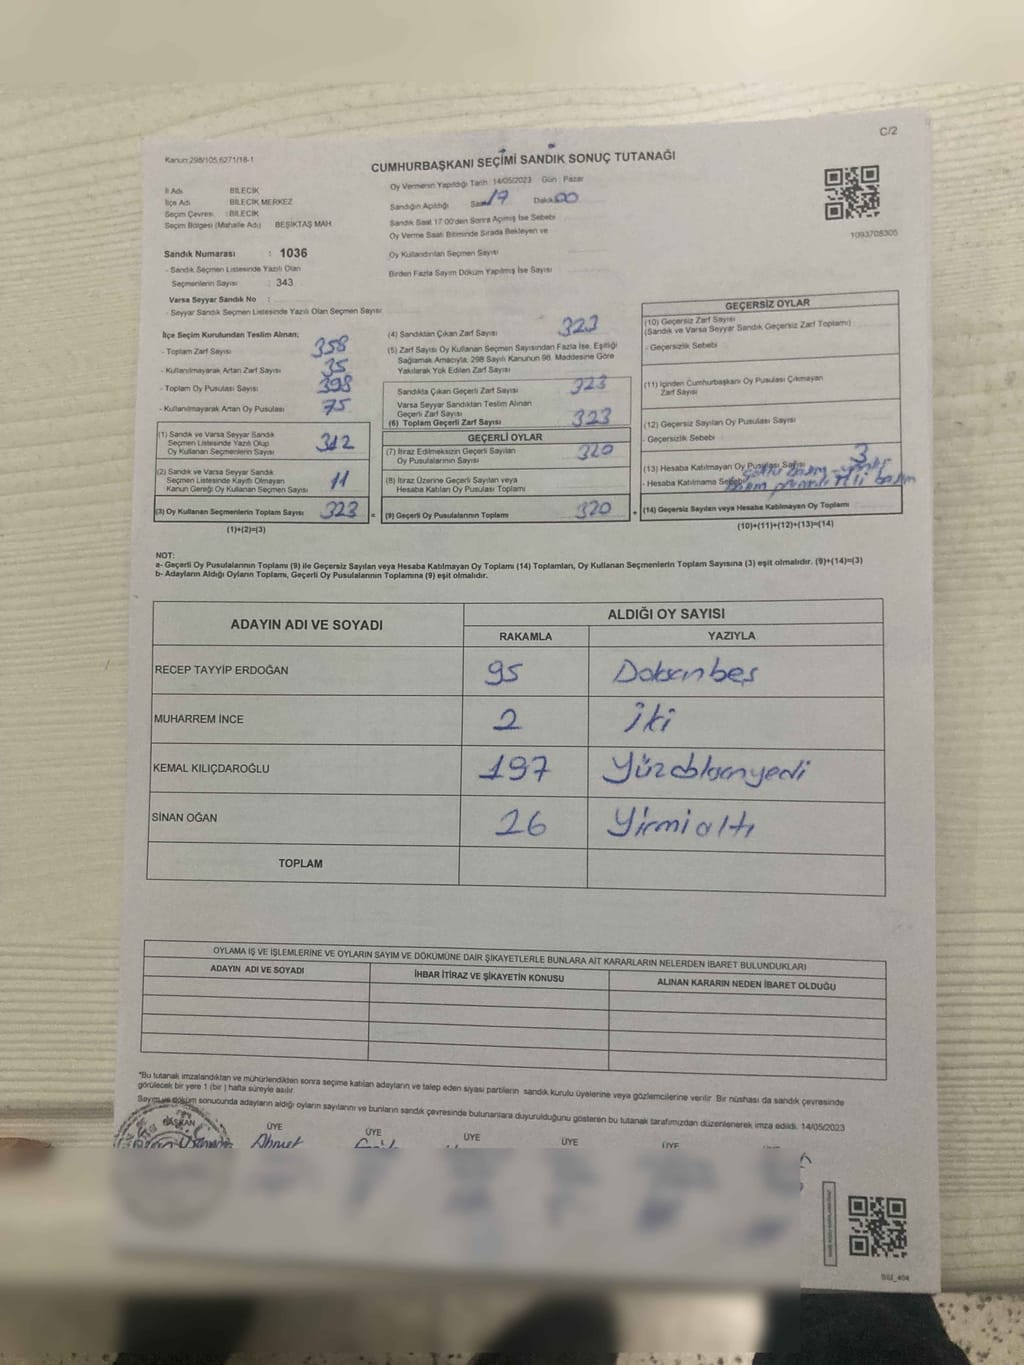 C/2
Kanun:298/105,6271/18-1
CUMHURBAŞKANI SEÇİMİ SANDIK SONUÇ TUTANAĞI
İl Adı BİLECİK
İlçe Adı BİLECİK MERKEZ
Seçim Çevresi : BİLECİK
Seçim Bölgesi (Mahalle Adı) BEŞİKTAŞ MAH
Sandık Numarası : 1036
- Sandık Seçmen Listesinde Yazılı Olan
Seçmenlerin Sayısı : 343
Varsa Seyyar Sandık No :
- Seyyar Sandık Seçmen Listesinde Yazılı Olan Seçmen Sayısı
Oy Vermenin Yapıldığı Tarih 14/05/2023 Gün : Pazar
Sandığın Açıldığı Saat 17 Dakika 00
Sandık Saat 17:00'den Sonra Açılmış İse Sebebi
Oy Verme Saati Bitiminde Sırada Bekleyen ve
Oy Kullandırılan Seçmen Sayısı
Birden Fazla Sayım Döküm Yapılmış İse Sayısı
1093708305
İlçe Seçim Kurulundan Teslim Alınan;
- Toplam Zarf Sayısı 358
- Kullanılmayarak Artan Zarf Sayısı 35
- Toplam Oy Pusulası Sayısı 398
- Kullanılmayarak Artan Oy Pusulası 75
(1) Sandık ve Varsa Seyyar Sandık
Seçmen Listesinde Yazılı Olup
Oy Kullanan Seçmenlerin Sayısı 312
(2) Sandık ve Varsa Seyyar Sandık
Seçmen Listesinde Kayıtlı Olmayan
Kanun Gereği Oy Kullanan Seçmen Sayısı 11
(3) Oy Kullanan Seçmenlerin Toplam Sayısı 323 =
(1)+(2)=(3)
(4) Sandıktan Çıkan Zarf Sayısı 323
(5) Zarf Sayısı Oy Kullanan Seçmen Sayısından Fazla İse, Eşitliği
Sağlamak Amacıyla, 298 Sayılı Kanunun 98. Maddesine Göre
Yakılarak Yok Edilen Zarf Sayısı
Sandıkta Çıkan Geçerli Zarf Sayısı 323
Varsa Seyyar Sandıktan Teslim Alınan
Geçerli Zarf Sayısı
(6) Toplam Geçerli Zarf Sayısı 323
GEÇERLİ OYLAR
(7) İtiraz Edilmeksizin Geçerli Sayılan
Oy Pusulalarının Sayısı 320
(8) İtiraz Üzerine Geçerli Sayılan veya
Hesaba Katılan Oy Pusulası Toplamı
(9) Geçerli Oy Pusulalarının Toplamı 320 +
GEÇERSİZ OYLAR
(10) Geçersiz Zarf Sayısı
(Sandık ve Varsa Seyyar Sandık Geçersiz Zarf Toplamı)
- Geçersizlik Sebebi
(11) İçinden Cumhurbaşkanı Oy Pusulası Çıkmayan
Zarf Sayısı
(12) Geçersiz Sayılan Oy Pusulası Sayısı
- Geçersizlik Sebebi
(13) Hesaba Katılmayan Oy Pusulası Sayısı 3
- Hesaba Katılmama Sebebi
(14) Geçersiz Sayılan veya Hesaba Katılmayan Oy Toplamı
(10)+(11)+(12)+(13)=(14)
NOT:
a- Geçerli Oy Pusulalarının Toplamı (9) ile Geçersiz Sayılan veya Hesaba Katılmayan Oy Toplamı (14) Toplamları, Oy Kullanan Seçmenlerin Toplam Sayısına (3) eşit olmalıdır. (9)+(14)=(3)
b- Adayların Aldığı Oyların Toplamı, Geçerli Oy Pusulalarının Toplamına (9) eşit olmalıdır.
ADAYIN ADI VE SOYADI
ALDIĞI OY SAYISI
RAKAMLA YAZIYLA
RECEP TAYYİP ERDOĞAN 95 Doksanbeş
MUHARREM İNCE 2 İki
KEMAL KILIÇDAROĞLU 197 Yüzdoksanyedi
SİNAN OĞAN 26 Yirmialtı
TOPLAM
OYLAMA İŞ VE İŞLEMLERİNE VE OYLARIN SAYIM VE DÖKÜMÜNE DAİR ŞİKAYETLERLE BUNLARA AİT KARARLARIN NELERDEN İBARET BULUNDUKLARI
ADAYIN ADI VE SOYADI İHBAR İTİRAZ VE ŞİKAYETİN KONUSU ALINAN KARARIN NEDEN İBARET OLDUĞU
*Bu tutanak imzalandıktan ve mühürlendikten sonra seçime katılan adayların ve talep eden siyasi partilerin sandık kurulu üyelerine veya gözlemcilerine verilir. Bir nüshası da sandık çevresinde
görülecek bir yere 1 (bir ) hafta süreyle asılır.
Sayım ve döküm sonucunda adayların aldığı oyların sayılarını ve bunların sandık çevresinde bulunanlara duyurulduğunu gösteren bu tutanak tarafımızdan düzenlenerek imza edildi. 14/05/2023
BAŞKAN ÜYE ÜYE ÜYE ÜYE ÜYE
Ahmet